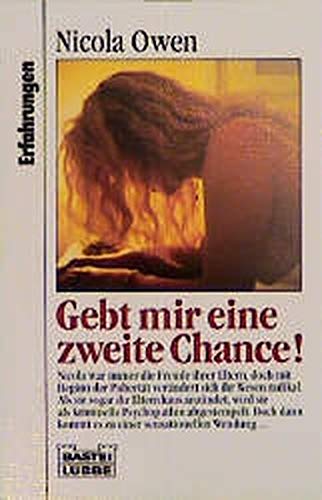 Nicola Owen
Erfahrungen
Gebt mir eine
zweite Chance!
Nicola war immer die Freude ihrer Eltern, doch mit
Beginn der Pubertät verändert sich ihr Wesen radikal.
Als sie sogar ihr Elternhaus anzündet, wird sie
als kriminelle Psychopathin abgestempelt. Doch dann
kommt es zu einer sensationellen Wendung ...
BASTEI
LÜBBE